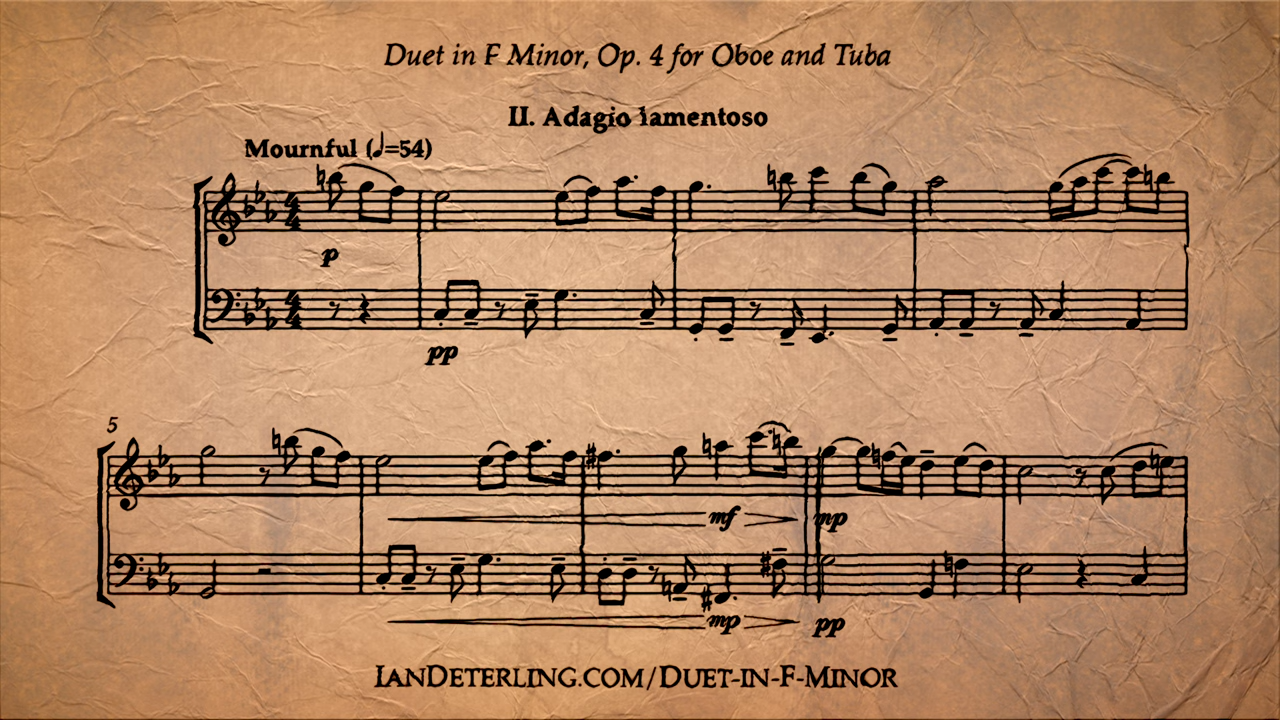 Duet in F Minor, Op. 4 for Oboe and Tuba
II. Adagio lamentoso
Mournful (♩=54)
p
pp
5
mf mp
mp pp
IanDeterling.com/Duet-in-F-Minor